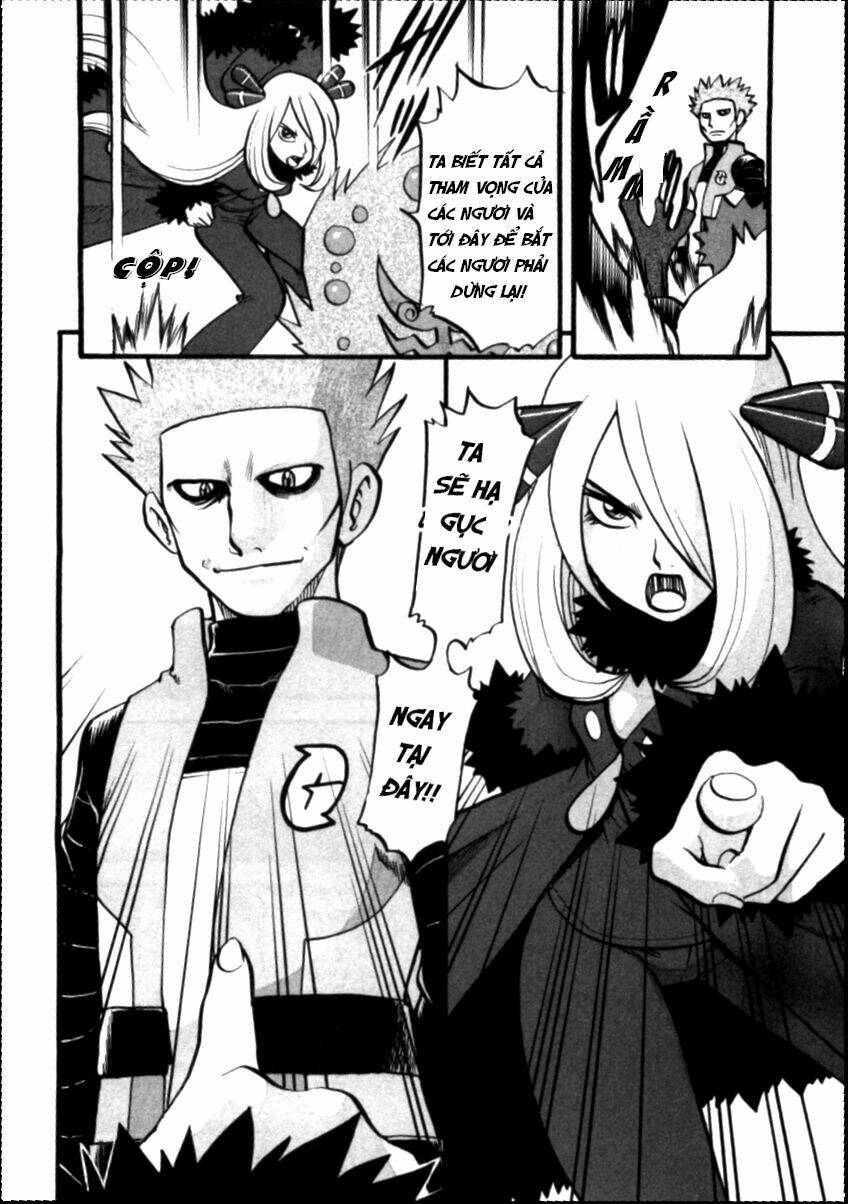 RẦM
TA BIẾT TẤT CẢ
THAM VỌNG CỦA
CÁC NGƯƠI VÀ
TỚI ĐÂY ĐỂ BẮT
CÁC NGƯƠI PHẢI
DỪNG LẠI!
CỘP!
TA
SẼ HẠ
GỤC
NGƯƠI
NGAY
TẠI
ĐÂY!!